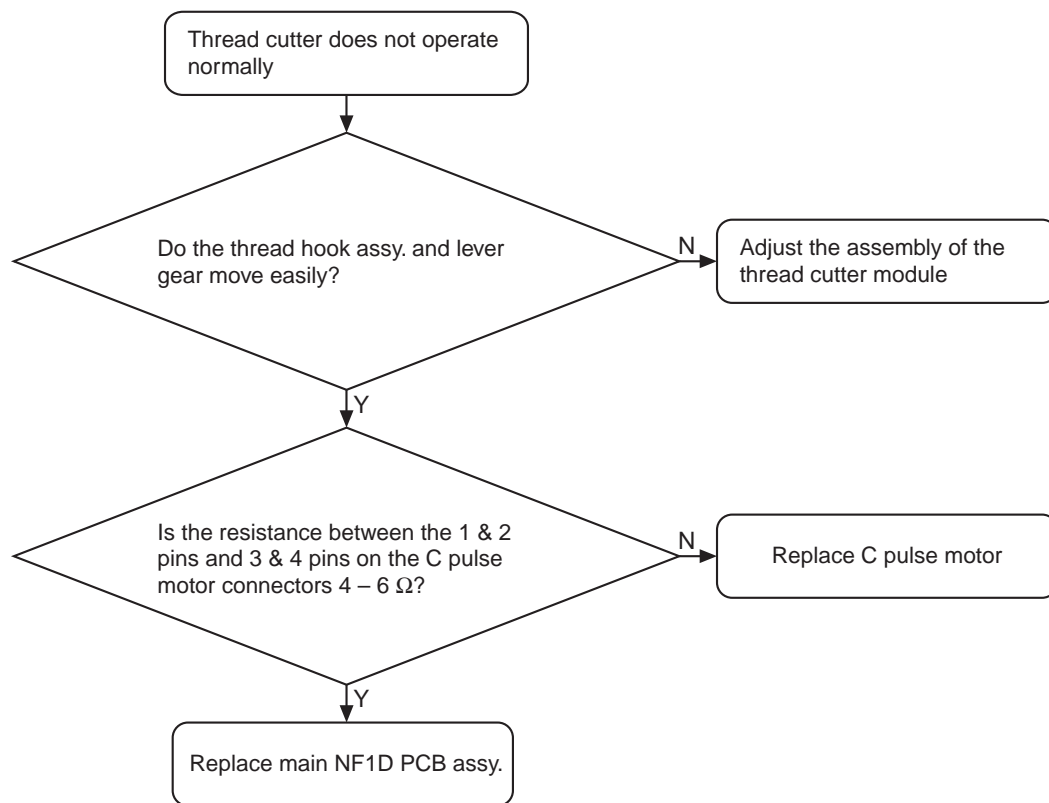 Thread cutter does not operate
normally
Do the thread hook assy. and lever
gear move easily?
N
Adjust the assembly of the
thread cutter module
Y
Is the resistance between the 1 & 2
pins and 3 & 4 pins on the C pulse
motor connectors 4 – 6 Ω?
N
Replace C pulse motor
Y
Replace main NF1D PCB assy.